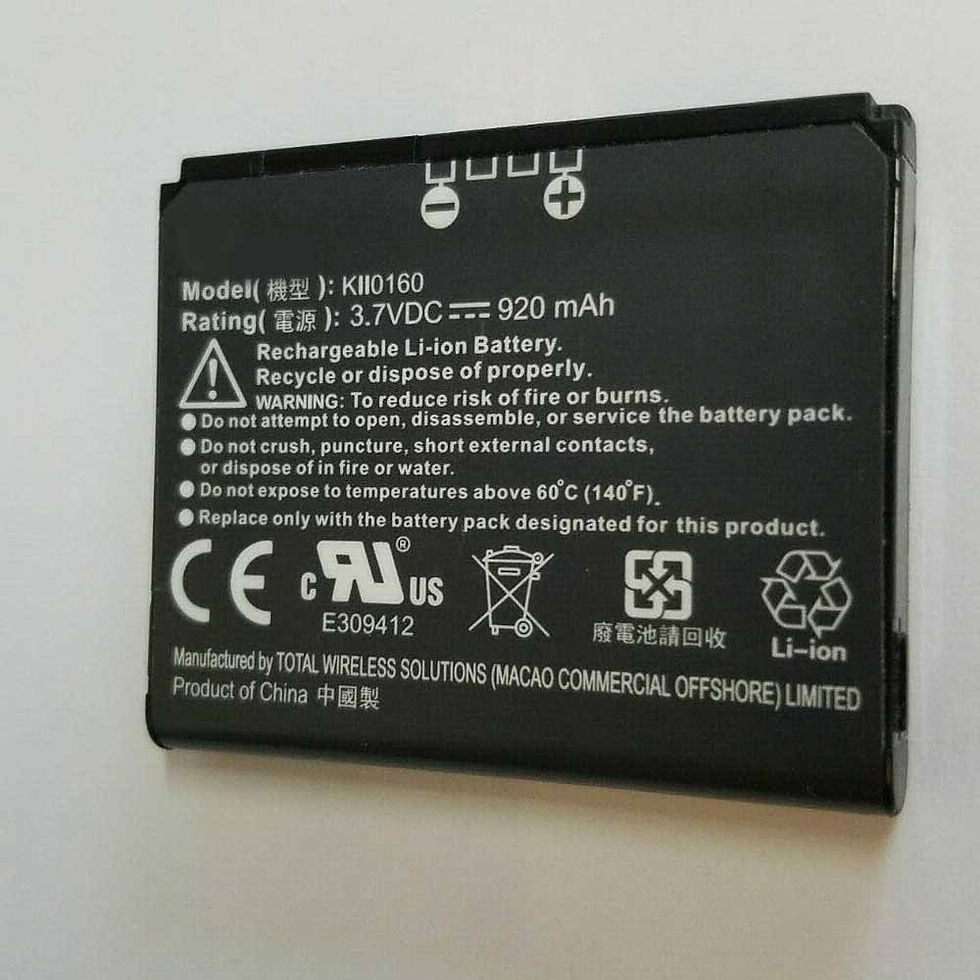 Model( 機型 ): KII0160
Rating( 電源 ): 3.7VDC 920 mAh
Rechargeable Li-ion Battery.
Recycle or dispose of properly.
WARNING: To reduce risk of fire or burns.
Do not attempt to open, disassemble, or service the battery pack.
Do not crush, puncture, short external contacts,
or dispose of in fire or water.
Do not expose to temperatures above 60°C (140°F).
Replace only with the battery pack designated for this product.
CE c RU ® US
E309412
廢電池請回收
Li-ion
Manufactured by TOTAL WIRELESS SOLUTIONS (MACAO COMMERCIAL OFFSHORE) LIMITED
Product of China 中國製